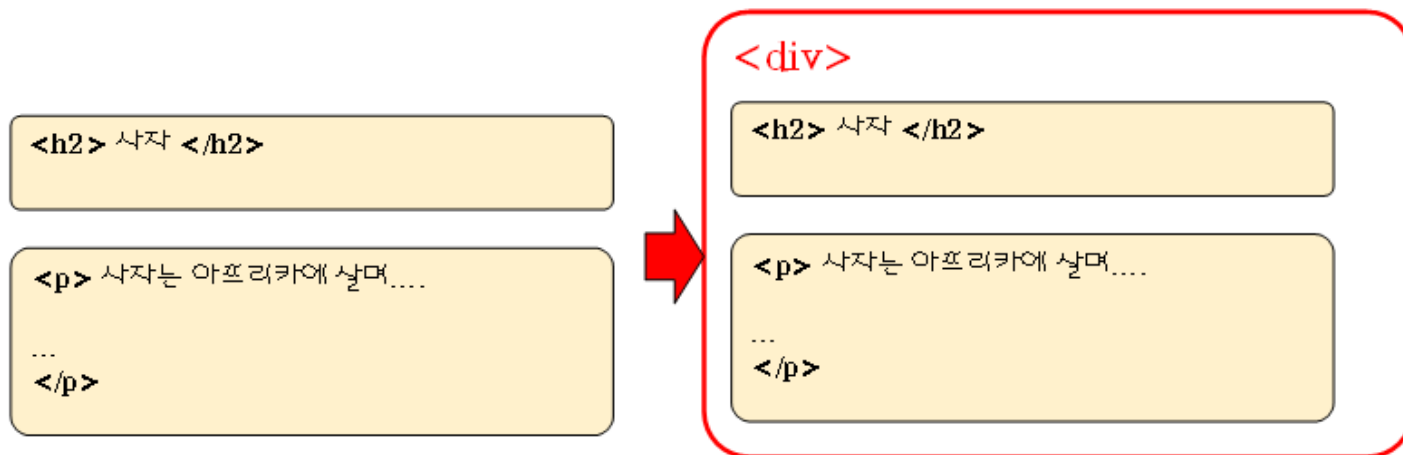 <h2> 사자 </h2>
<p> 사자는 아프리카에 살며....
...
</p>
<div>
<h2> 사자 </h2>
<p> 사자는 아프리카에 살며....
...
</p>